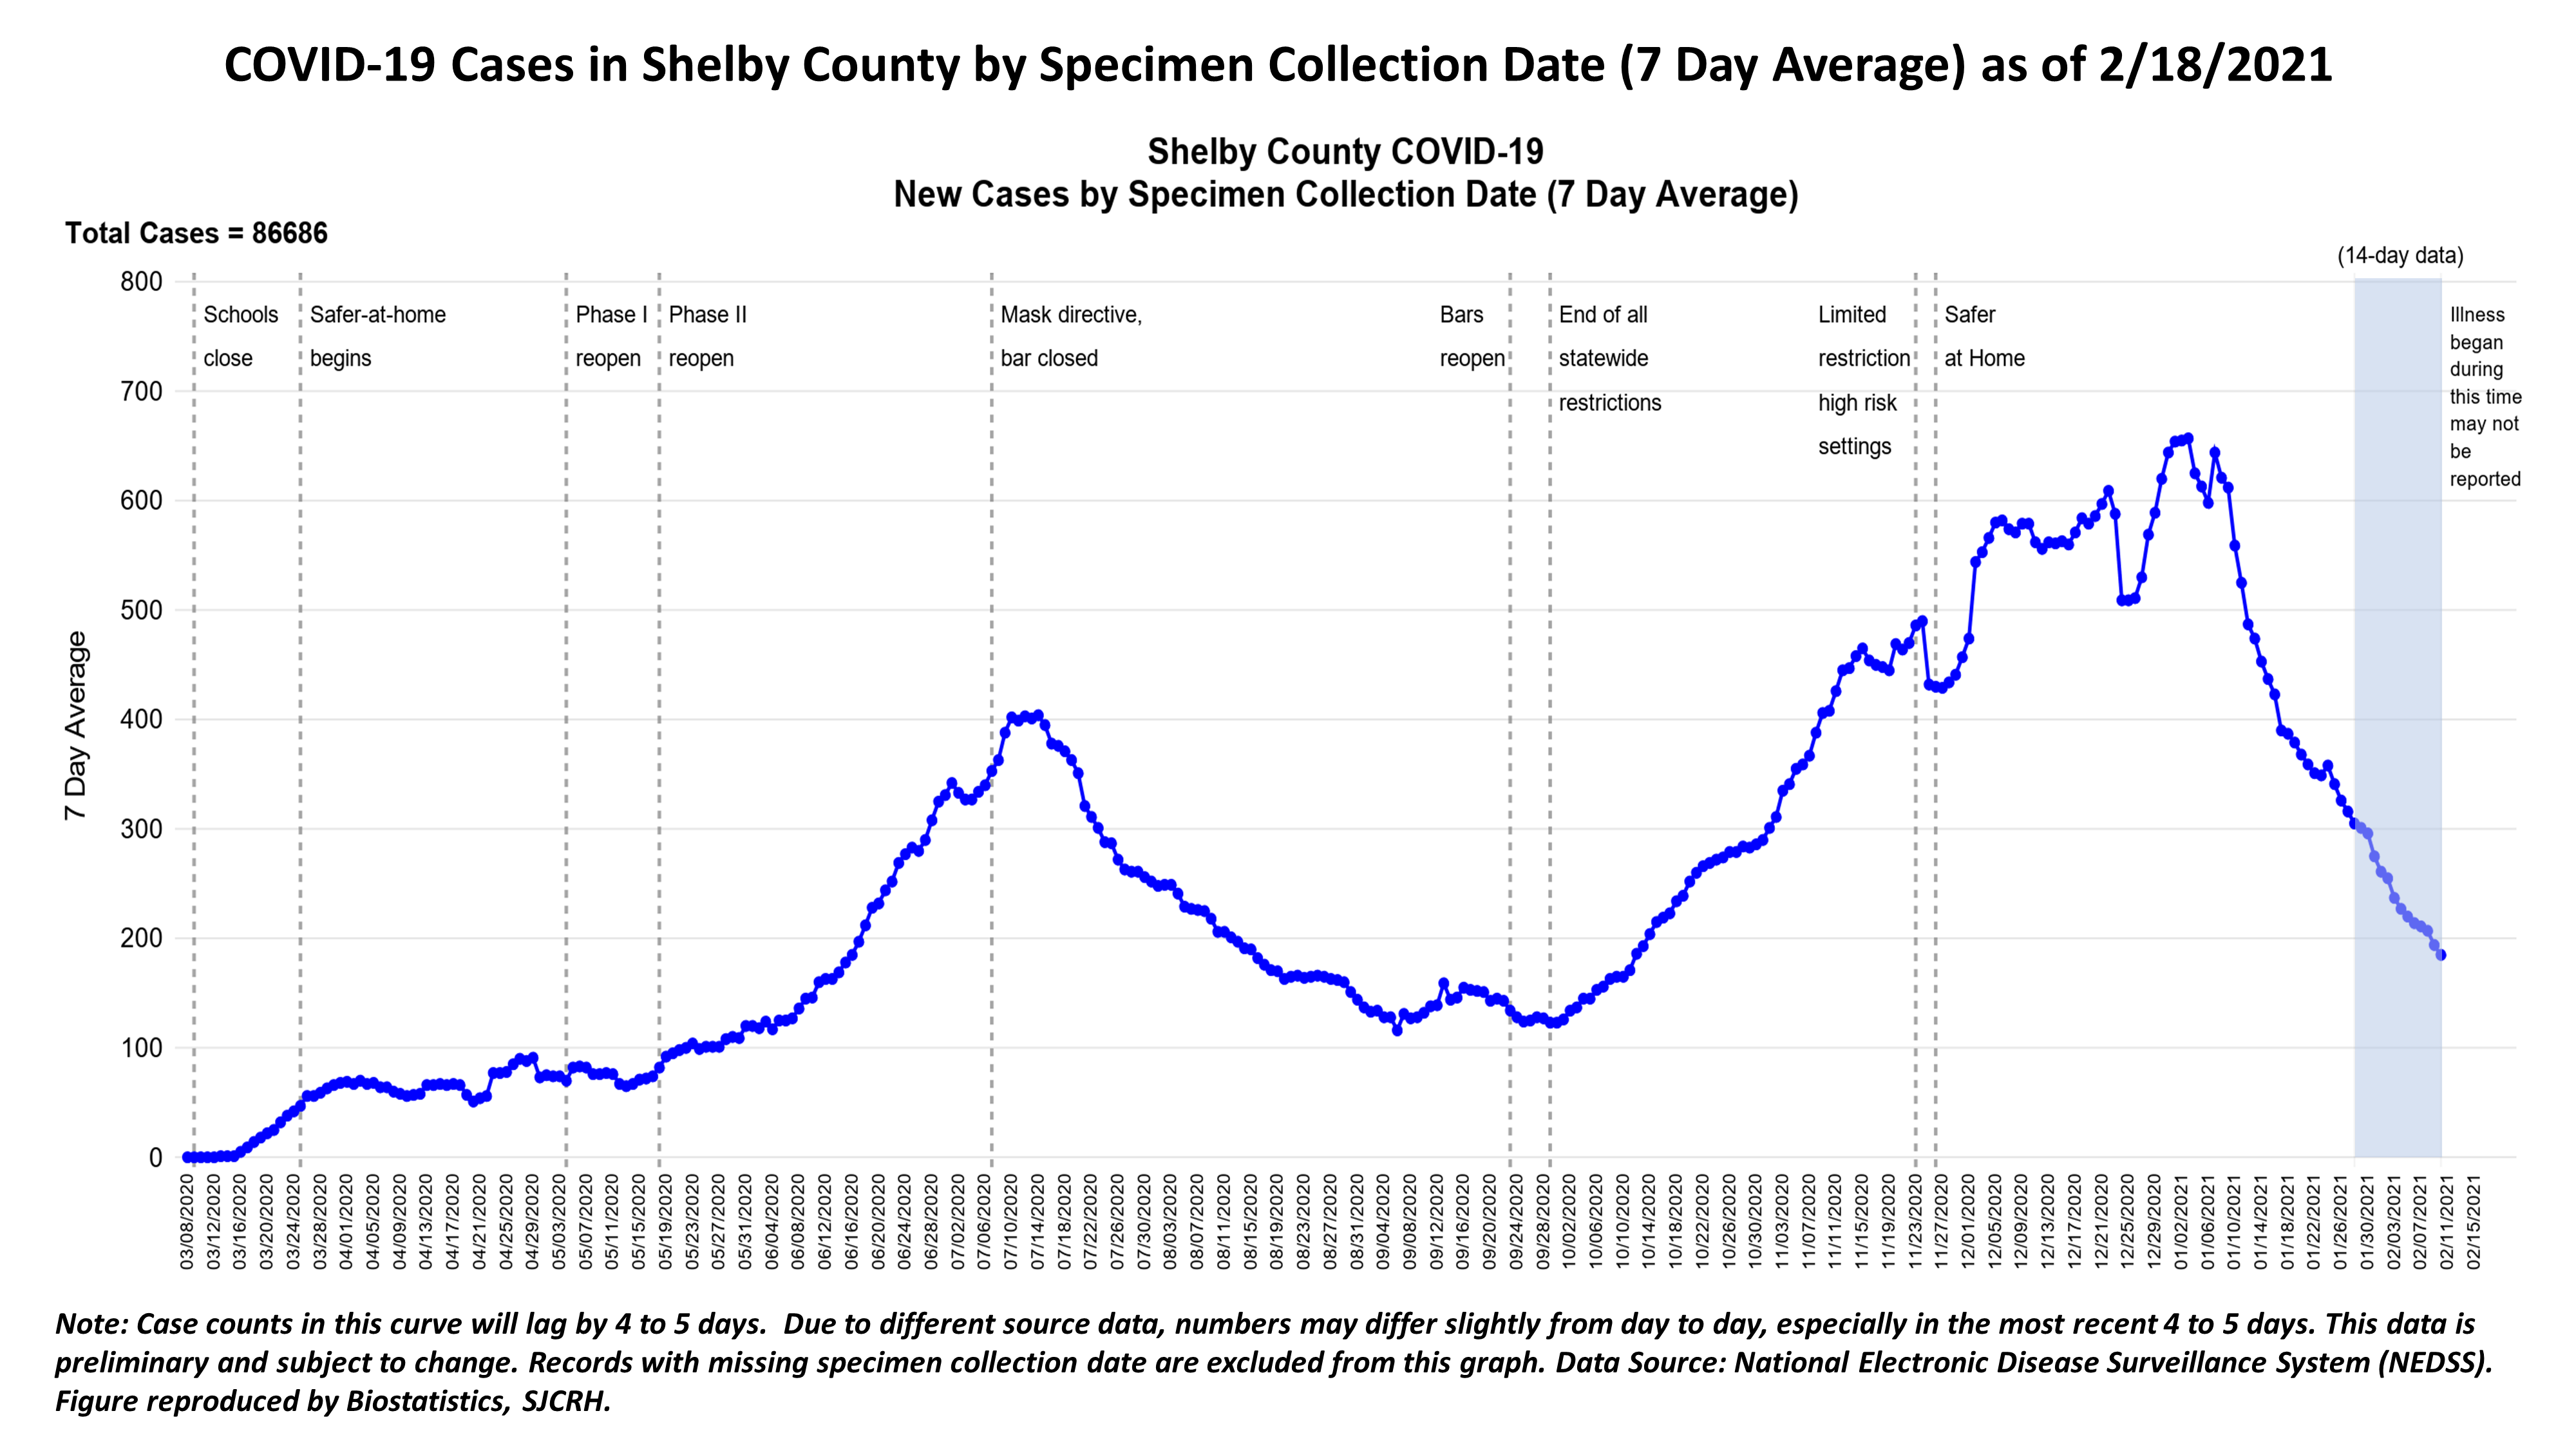 COVID-19 Cases in Shelby County by Specimen Collection Date (7 Day Average) as of 2/18/2021
Shelby County COVID-19
New Cases by Specimen Collection Date (7 Day Average)
Total Cases = 86686
(14-day data)
800
700
600
500
400
300
200
100
0
7 Day Average
Schools
close
Safer-at-home
begins
Phase I
reopen
Phase II
reopen
Mask directive,
bar closed
Bars
reopen
End of all
statewide
restrictions
Limited
restriction
high risk
settings
Safer
at Home
Illness
began
during
this time
may not
be
reported
03/08/2020
03/12/2020
03/16/2020
03/20/2020
03/24/2020
03/28/2020
04/01/2020
04/05/2020
04/09/2020
04/13/2020
04/17/2020
04/21/2020
04/25/2020
04/29/2020
05/03/2020
05/07/2020
05/11/2020
05/15/2020
05/19/2020
05/23/2020
05/27/2020
05/31/2020
06/04/2020
06/08/2020
06/12/2020
06/16/2020
06/20/2020
06/24/2020
06/28/2020
07/02/2020
07/06/2020
07/10/2020
07/14/2020
07/18/2020
07/22/2020
07/26/2020
07/30/2020
08/03/2020
08/07/2020
08/11/2020
08/15/2020
08/19/2020
08/23/2020
08/27/2020
08/31/2020
09/04/2020
09/08/2020
09/12/2020
09/16/2020
09/20/2020
09/24/2020
09/28/2020
10/02/2020
10/06/2020
10/10/2020
10/14/2020
10/18/2020
10/22/2020
10/26/2020
10/30/2020
11/03/2020
11/07/2020
11/11/2020
11/15/2020
11/19/2020
11/23/2020
11/27/2020
12/01/2020
12/05/2020
12/09/2020
12/13/2020
12/17/2020
12/21/2020
12/25/2020
12/29/2020
01/02/2021
01/06/2021
01/10/2021
01/14/2021
01/18/2021
01/22/2021
01/26/2021
01/30/2021
02/03/2021
02/07/2021
02/11/2021
02/15/2021
Note: Case counts in this curve will lag by 4 to 5 days.  Due to different source data, numbers may differ slightly from day to day, especially in the most recent 4 to 5 days. This data is
preliminary and subject to change. Records with missing specimen collection date are excluded from this graph. Data Source: National Electronic Disease Surveillance System (NEDSS).
Figure reproduced by Biostatistics, SJCRH.